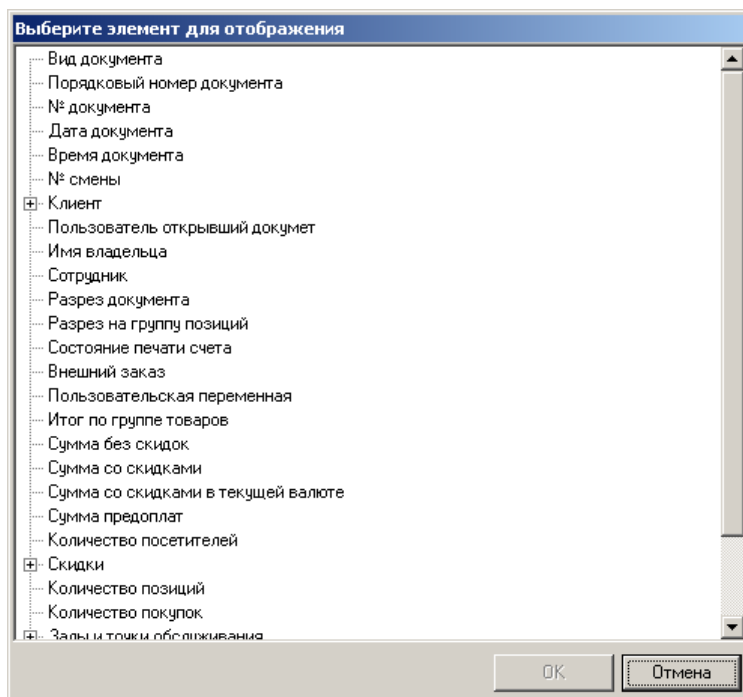 Выберите элемент для отображения
Вид документа
Порядковый номер документа
№ документа
Дата документа
Время документа
№ смены
Клиент
Пользователь открывший докумет
Имя владельца
Сотрудник
Разрез документа
Разрез на группу позиций
Состояние печати счета
Внешний заказ
Пользовательская переменная
Итог по группе товаров
Сумма без скидок
Сумма со скидками
Сумма со скидками в текущей валюте
Сумма предоплат
Количество посетителей
Скидки
Количество позиций
Количество покупок
Залы и точки обслуживания
OK
Отмена